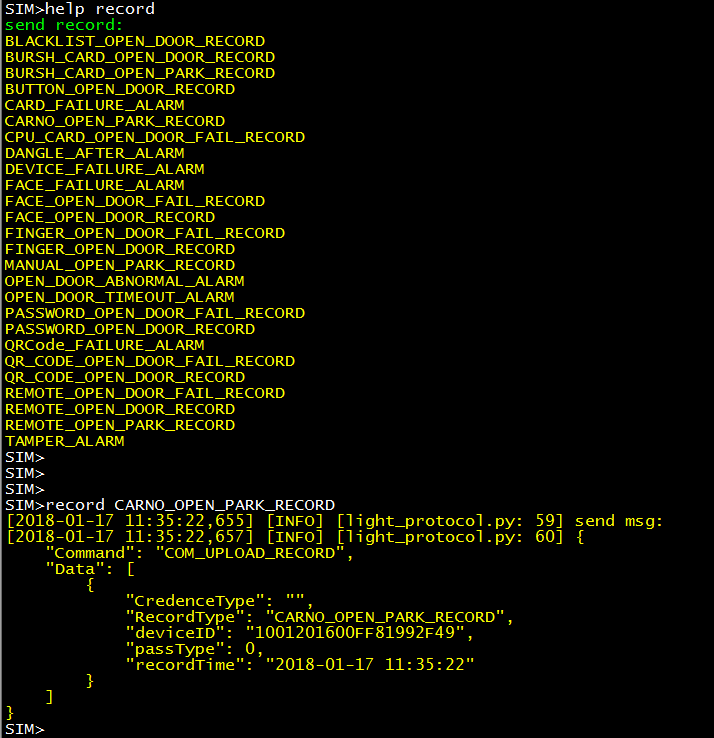 SIM>help record
send record:
BLACKLIST_OPEN_DOOR_RECORD
BURSH_CARD_OPEN_DOOR_RECORD
BURSH_CARD_OPEN_PARK_RECORD
BUTTON_OPEN_DOOR_RECORD
CARD_FAILURE_ALARM
CARNO_OPEN_PARK_RECORD
CPU_CARD_OPEN_DOOR_FAIL_RECORD
DANGLE_AFTER_ALARM
DEVICE_FAILURE_ALARM
FACE_FAILURE_ALARM
FACE_OPEN_DOOR_FAIL_RECORD
FACE_OPEN_DOOR_RECORD
FINGER_OPEN_DOOR_FAIL_RECORD
FINGER_OPEN_DOOR_RECORD
MANUAL_OPEN_PARK_RECORD
OPEN_DOOR_ABNORMAL_ALARM
OPEN_DOOR_TIMEOUT_ALARM
PASSWORD_OPEN_DOOR_FAIL_RECORD
PASSWORD_OPEN_DOOR_RECORD
QRCode_FAILURE_ALARM
QR_CODE_OPEN_DOOR_FAIL_RECORD
QR_CODE_OPEN_DOOR_RECORD
REMOTE_OPEN_DOOR_FAIL_RECORD
REMOTE_OPEN_DOOR_RECORD
REMOTE_OPEN_PARK_RECORD
TAMPER_ALARM
SIM>
SIM>
SIM>
SIM>record CARNO_OPEN_PARK_RECORD
[2018-01-17 11:35:22,655] [INFO] [light_protocol.py: 59] send msg:
[2018-01-17 11:35:22,657] [INFO] [light_protocol.py: 60] {
    "Command": "COM_UPLOAD_RECORD",
    "Data": [
        {
            "CredenceType": "",
            "RecordType": "CARNO_OPEN_PARK_RECORD",
            "deviceID": "1001201600FF81992F49",
            "passType": 0,
            "recordTime": "2018-01-17 11:35:22"
        }
    ]
}
SIM>